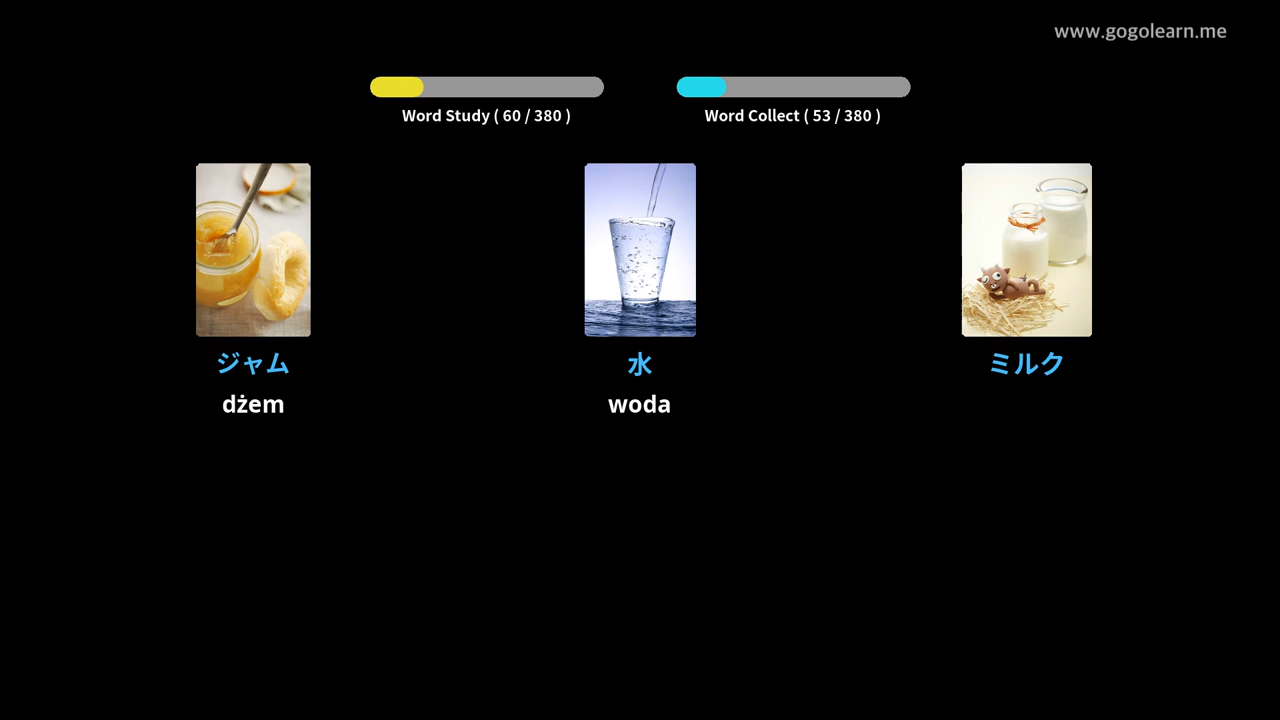 www.gogolearn.me
Word Study ( 60 / 380 )
Word Collect ( 53 / 380 )
ジャム
水
ミルク
dżem
woda